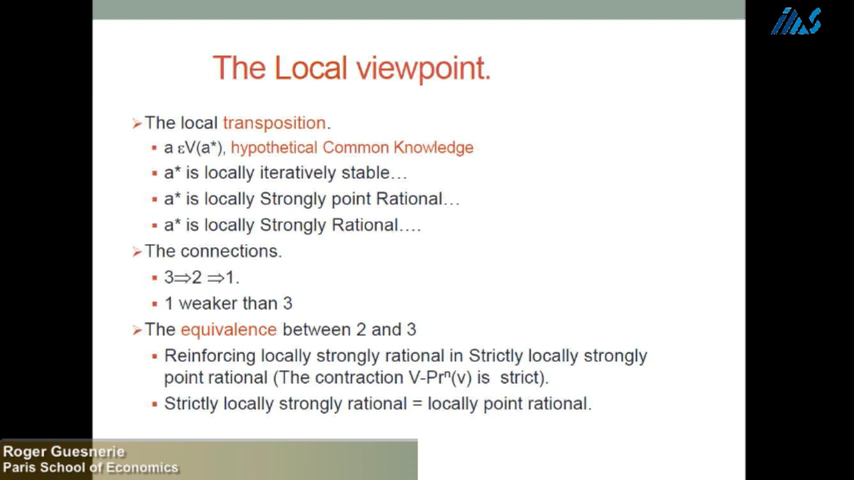 IAS
The Local viewpoint.
The local transposition.
a εV(a*), hypothetical Common Knowledge
a* is locally iteratively stable…
a* is locally Strongly point Rational…
a* is locally Strongly Rational….
The connections.
3⇒2 ⇒1.
1 weaker than 3
The equivalence between 2 and 3
Reinforcing locally strongly rational in Strictly locally strongly
point rational (The contraction V-Prⁿ(v) is strict).
Strictly locally strongly rational = locally point rational.
Roger Guesnerie
Paris School of Economics